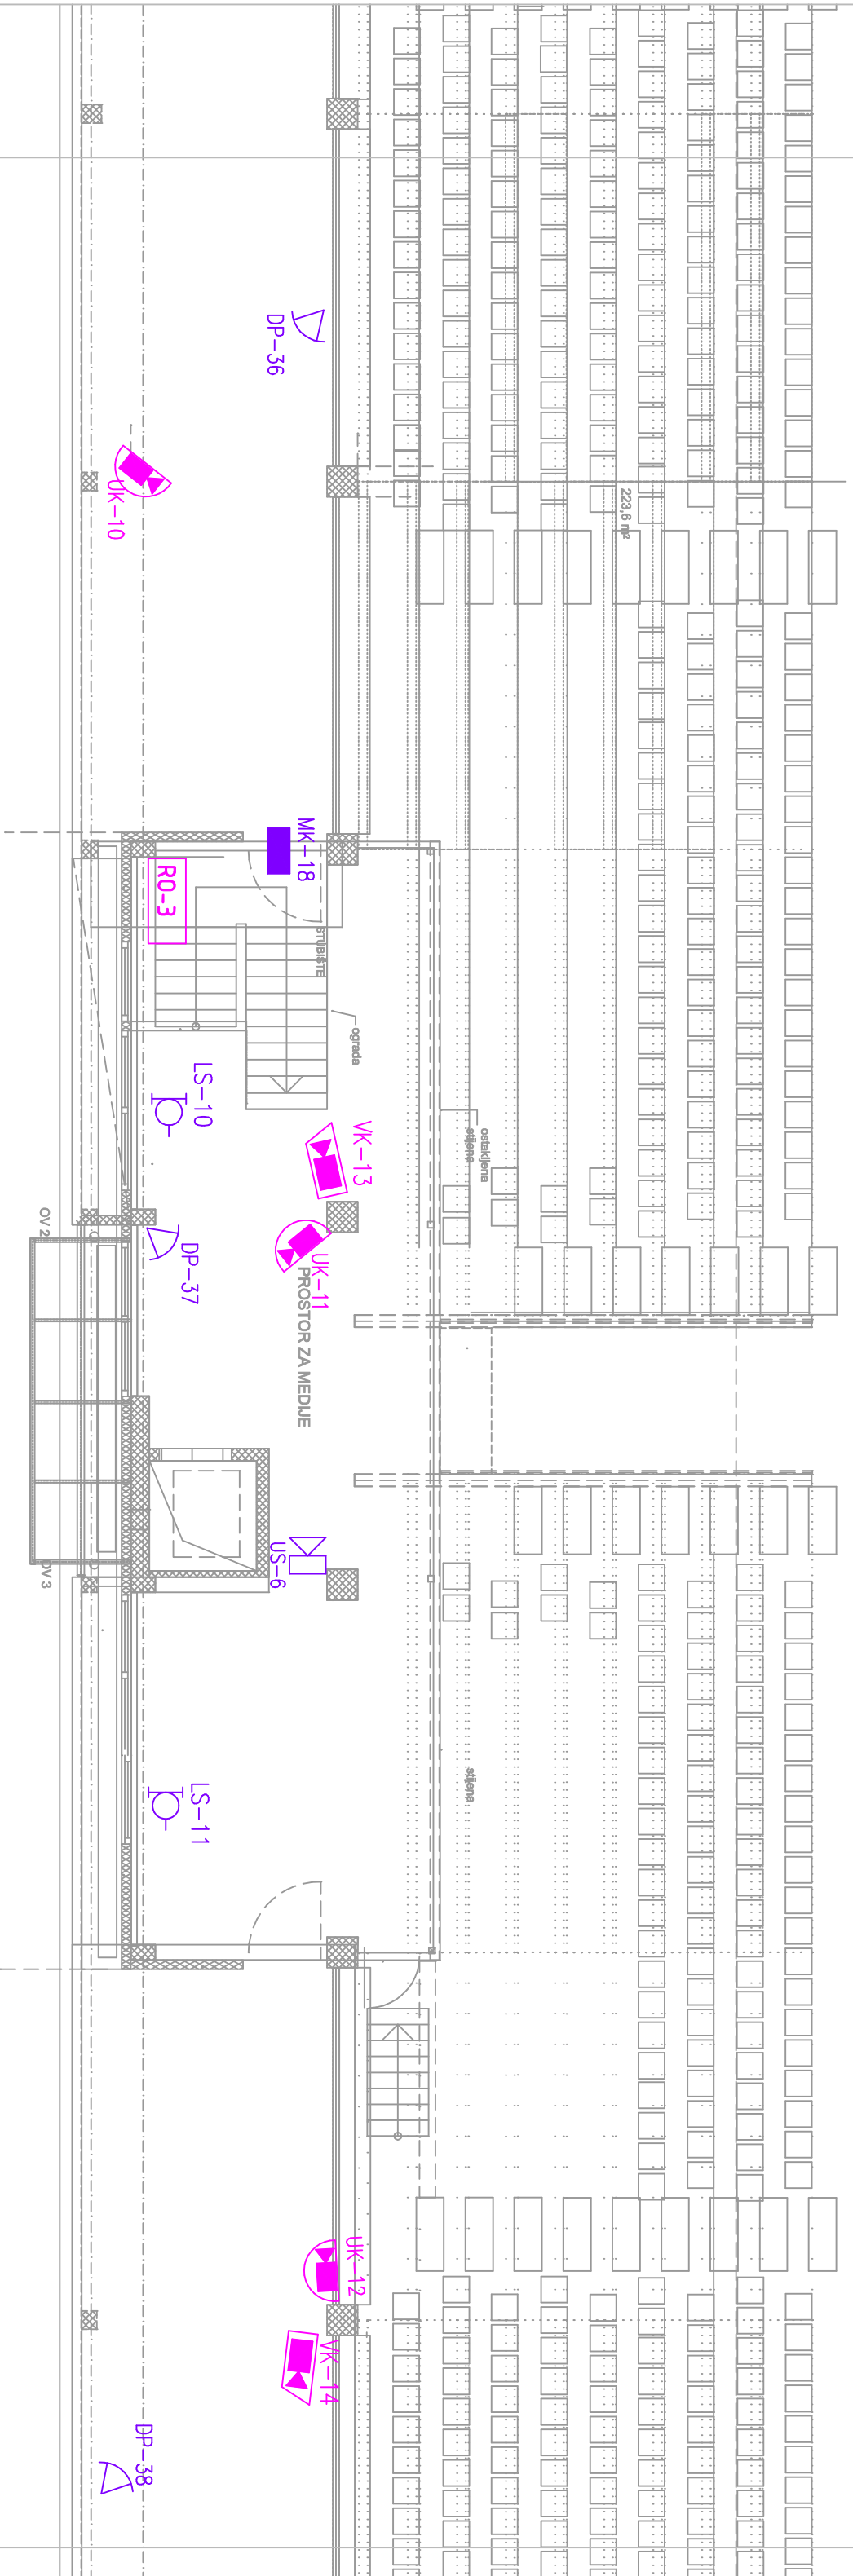 DP-36
UK-10
223,6 m²
MK-18
RO-3
STUBIŠTE
ograda
LS-10
VK-13
ostakljena
stijena
OV 2
DP-37
UK-11
PROSTOR ZA MEDIJE
US-6
OV 3
stijena
LS-11
UK-12
VK-14
DP-38